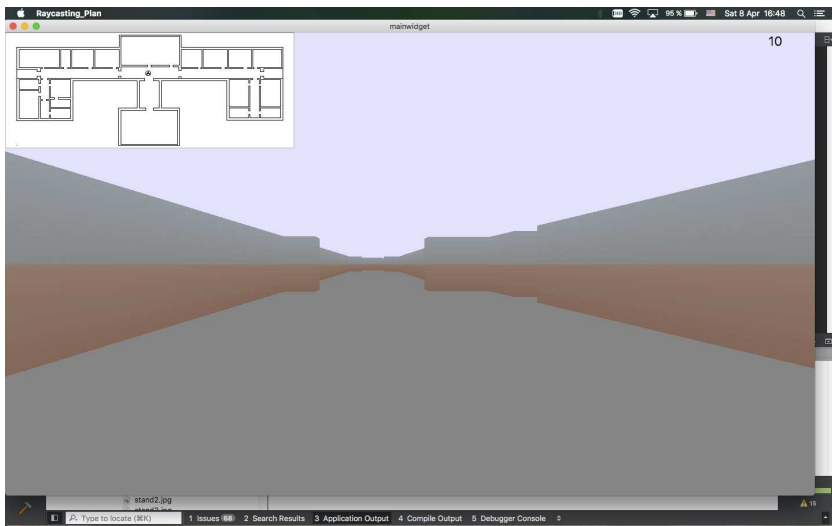 Raycasting_Plan
95 %
Sat 8 Apr 16:48
mainwidget
10
stand2.jpg
15
Type to locate (⌘K)
1 Issues 68 2 Search Results 3 Application Output 4 Compile Output 5 Debugger Console